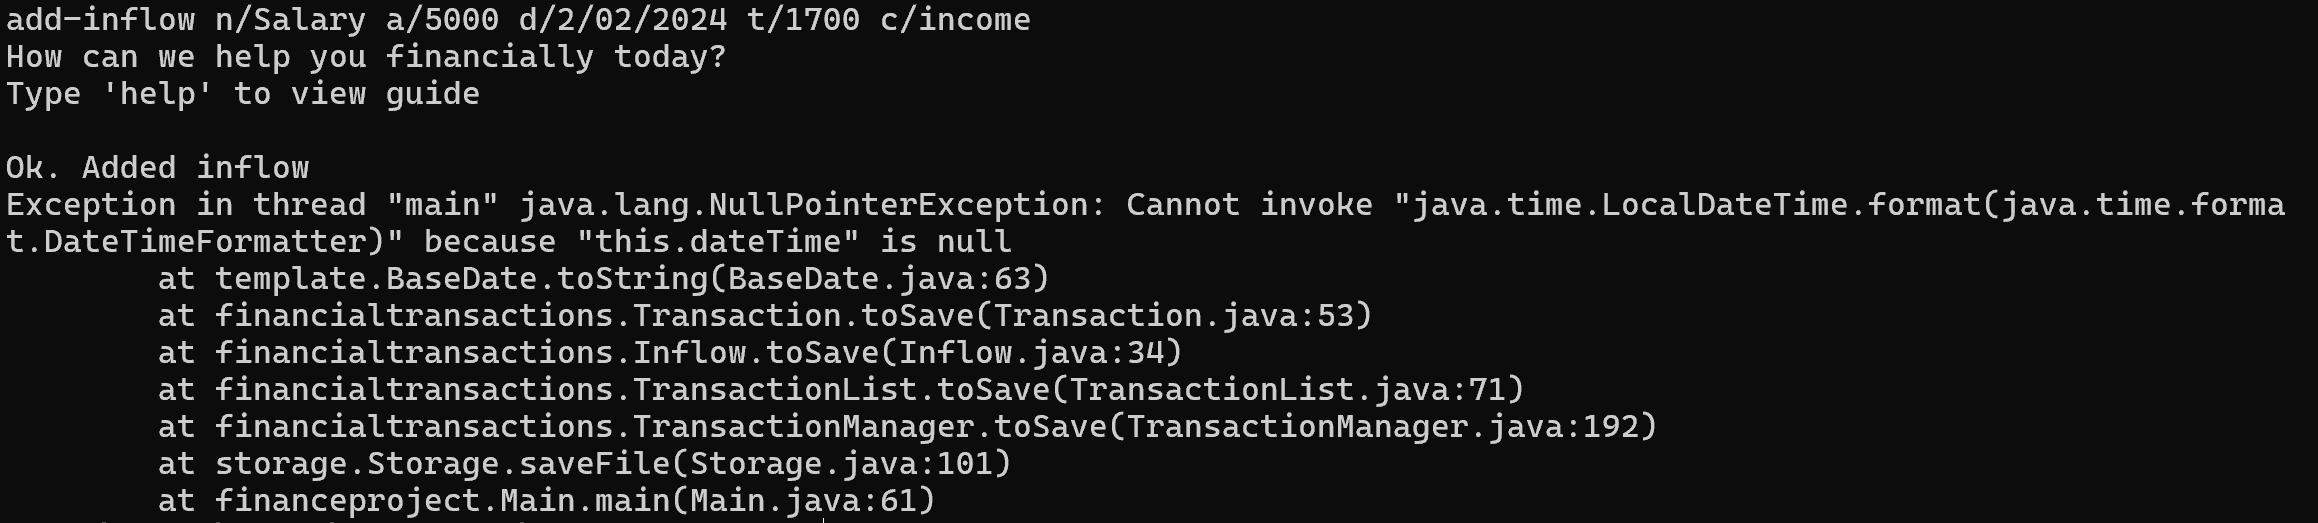 add-inflow n/Salary a/5000 d/2/02/2024 t/1700 c/income
How can we help you financially today?
Type 'help' to view guide
Ok. Added inflow
Exception in thread "main" java.lang.NullPointerException: Cannot invoke "java.time.LocalDateTime.format(java.time.forma
t.DateTimeFormatter)" because "this.dateTime" is null
at template.BaseDate.toString(BaseDate.java:63)
at financialtransactions.Transaction.toSave(Transaction.java:53)
at financialtransactions.Inflow.toSave(Inflow.java:34)
at financialtransactions.TransactionList.toSave(TransactionList.java:71)
at financialtransactions.TransactionManager.toSave(TransactionManager.java:192)
at storage.Storage.saveFile(Storage.java:101)
at financeproject.Main.main(Main.java:61)